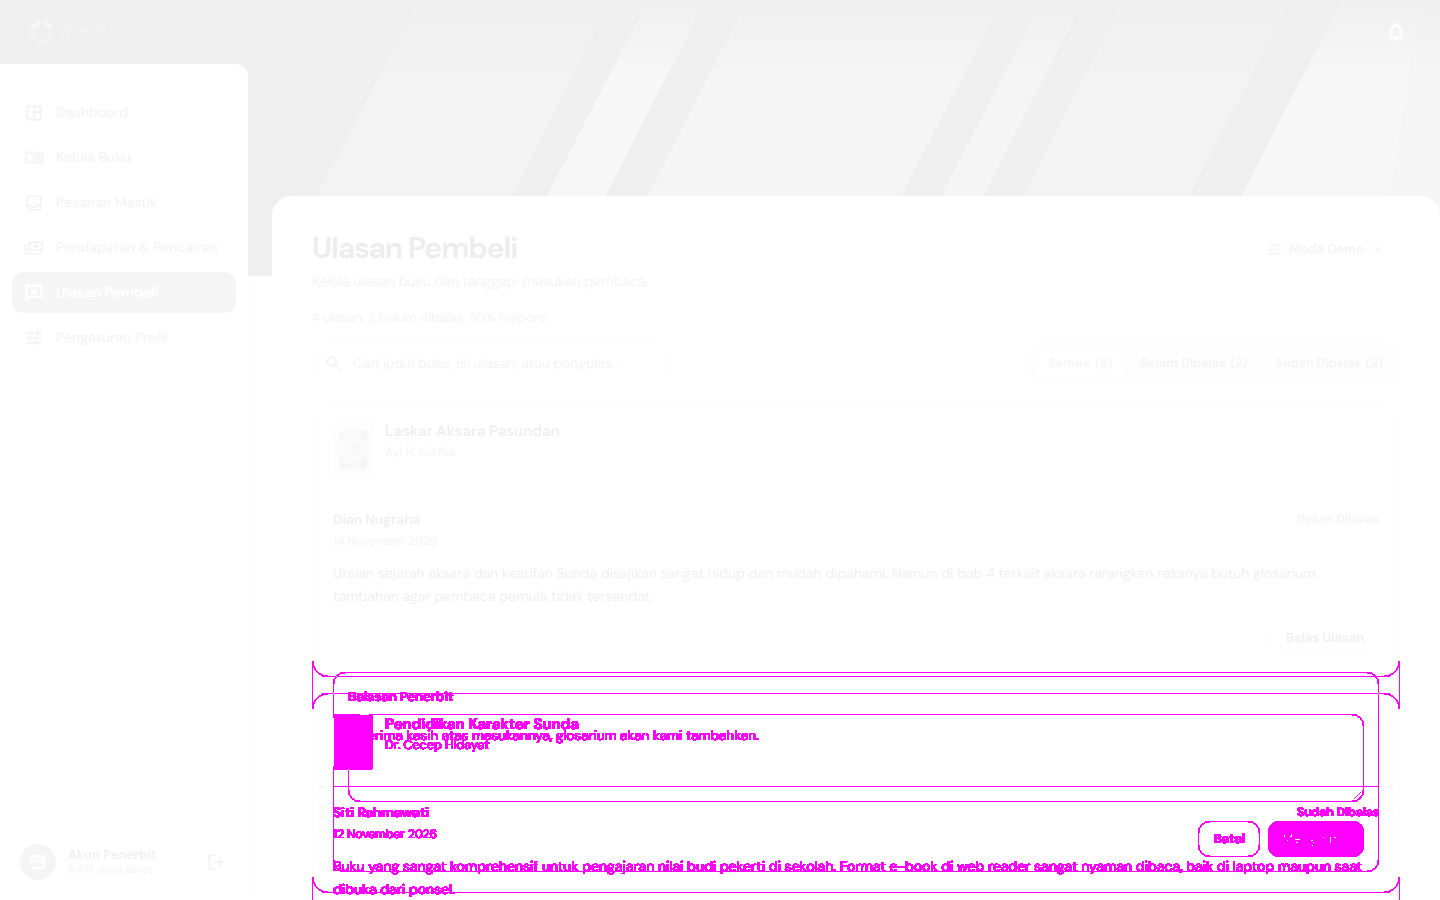 Dashboard
Kelola Buku
Pesanan Masuk
Pendapatan & Pencairan
Ulasan Pembeli
Pengaturan Profil
Akun Penerbit
IKAPI Jawa Barat
Ulasan Pembeli
Mode Demo
Kelola ulasan buku dan tanggapi masukan pembaca.
4 ulasan, 2 belum dibalas, 50% respons.
Cari judul buku, isi ulasan, atau pengulas...
Semua (4)
Belum Dibalas (2)
Sudah Dibalas (2)
Laskar Aksara Pasundan
Ayi R. Kurnia
Dian Nugraha
Belum Dibalas
14 November 2026
Uraian sejarah aksara dan kearifan Sunda disajikan sangat hidup dan mudah dipahami. Namun di bab 4 terkait aksara rarangken rasanya butuh glosarium
tambahan agar pembaca pemula tidak tersendat.
Balas Ulasan
Balasan Penerbit
Pendidikan Karakter Sunda
kasih atas masukannya, glosarium akan kami tambahkan.
Dr. Cecep Hidayat
Siti Rahmawati
Sudah Dibalas
12 November 2026
Batal
Buku yang sangat komprehensif untuk pengajaran nilai budi pekerti di sekolah. Format e-book di web reader sangat nyaman dibaca, baik di laptop maupun saat
dibuka dari ponsel.